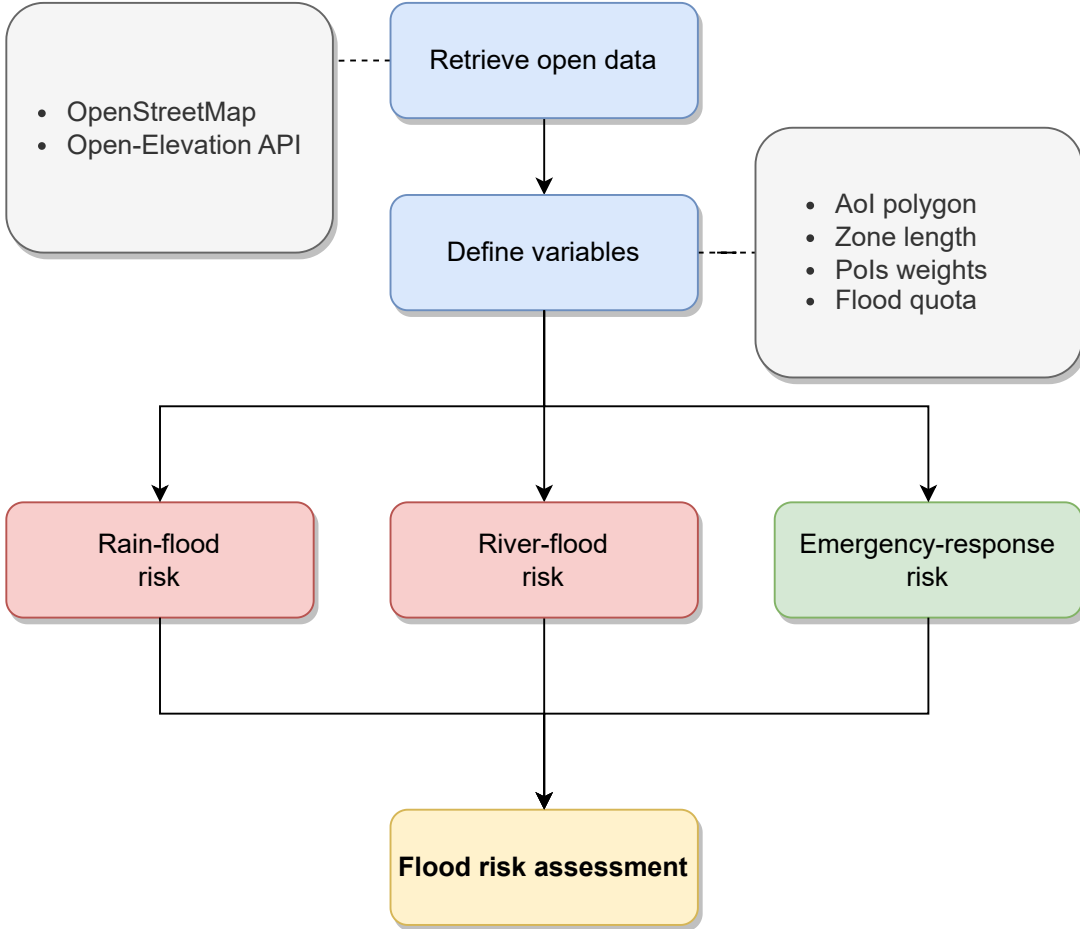 Retrieve open data
• OpenStreetMap
• Open-Elevation API
Define variables
• AoI polygon
• Zone length
• PoIs weights
• Flood quota
Rain-flood
risk
River-flood
risk
Emergency-response
risk
Flood risk assessment